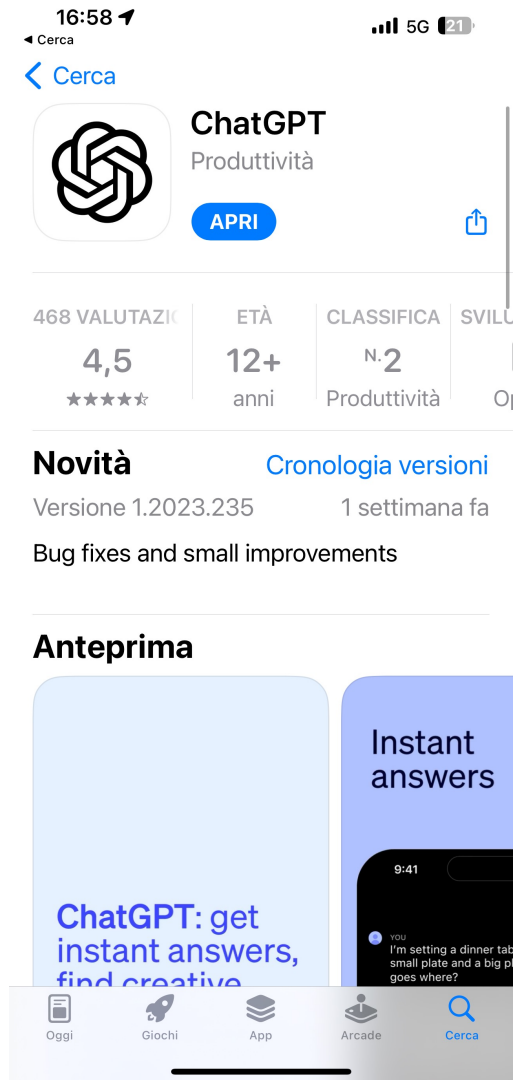 16:58
5G 21
◀ Cerca
Cerca
ChatGPT
Produttività
APRI
468 VALUTAZIO
4,5
ETÀ
12+
anni
CLASSIFICA
N.2
Produttività
SVILU
Op
Novità
Cronologia versioni
Versione 1.2023.235
1 settimana fa
Bug fixes and small improvements
Anteprima
ChatGPT: get
instant answers,
find creative
Instant
answers
9:41
YOU
I'm setting a dinner tab
small plate and a big pl
goes where?
Oggi
Giochi
App
Arcade
Cerca